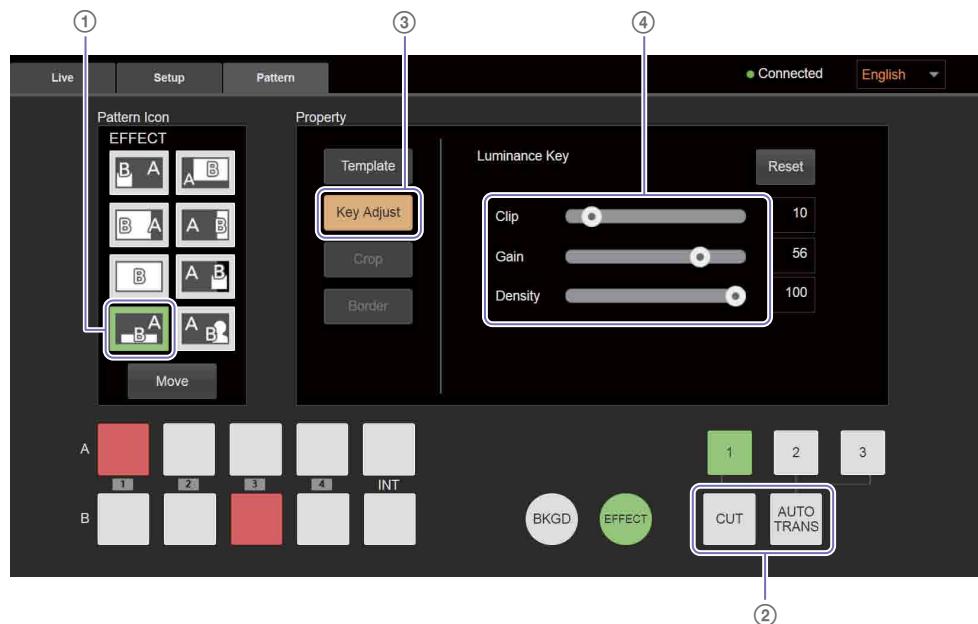 ① ③ ④
Live Setup Pattern Connected English
Pattern Icon Property
EFFECT
B A A B
B A A B
B A B
B A A B
Move
Template
Key Adjust
Crop
Border
Luminance Key Reset
Clip 10
Gain 56
Density 100
A
1 2 3 4 INT
B
BKGD EFFECT
1 2 3
CUT AUTO TRANS
②